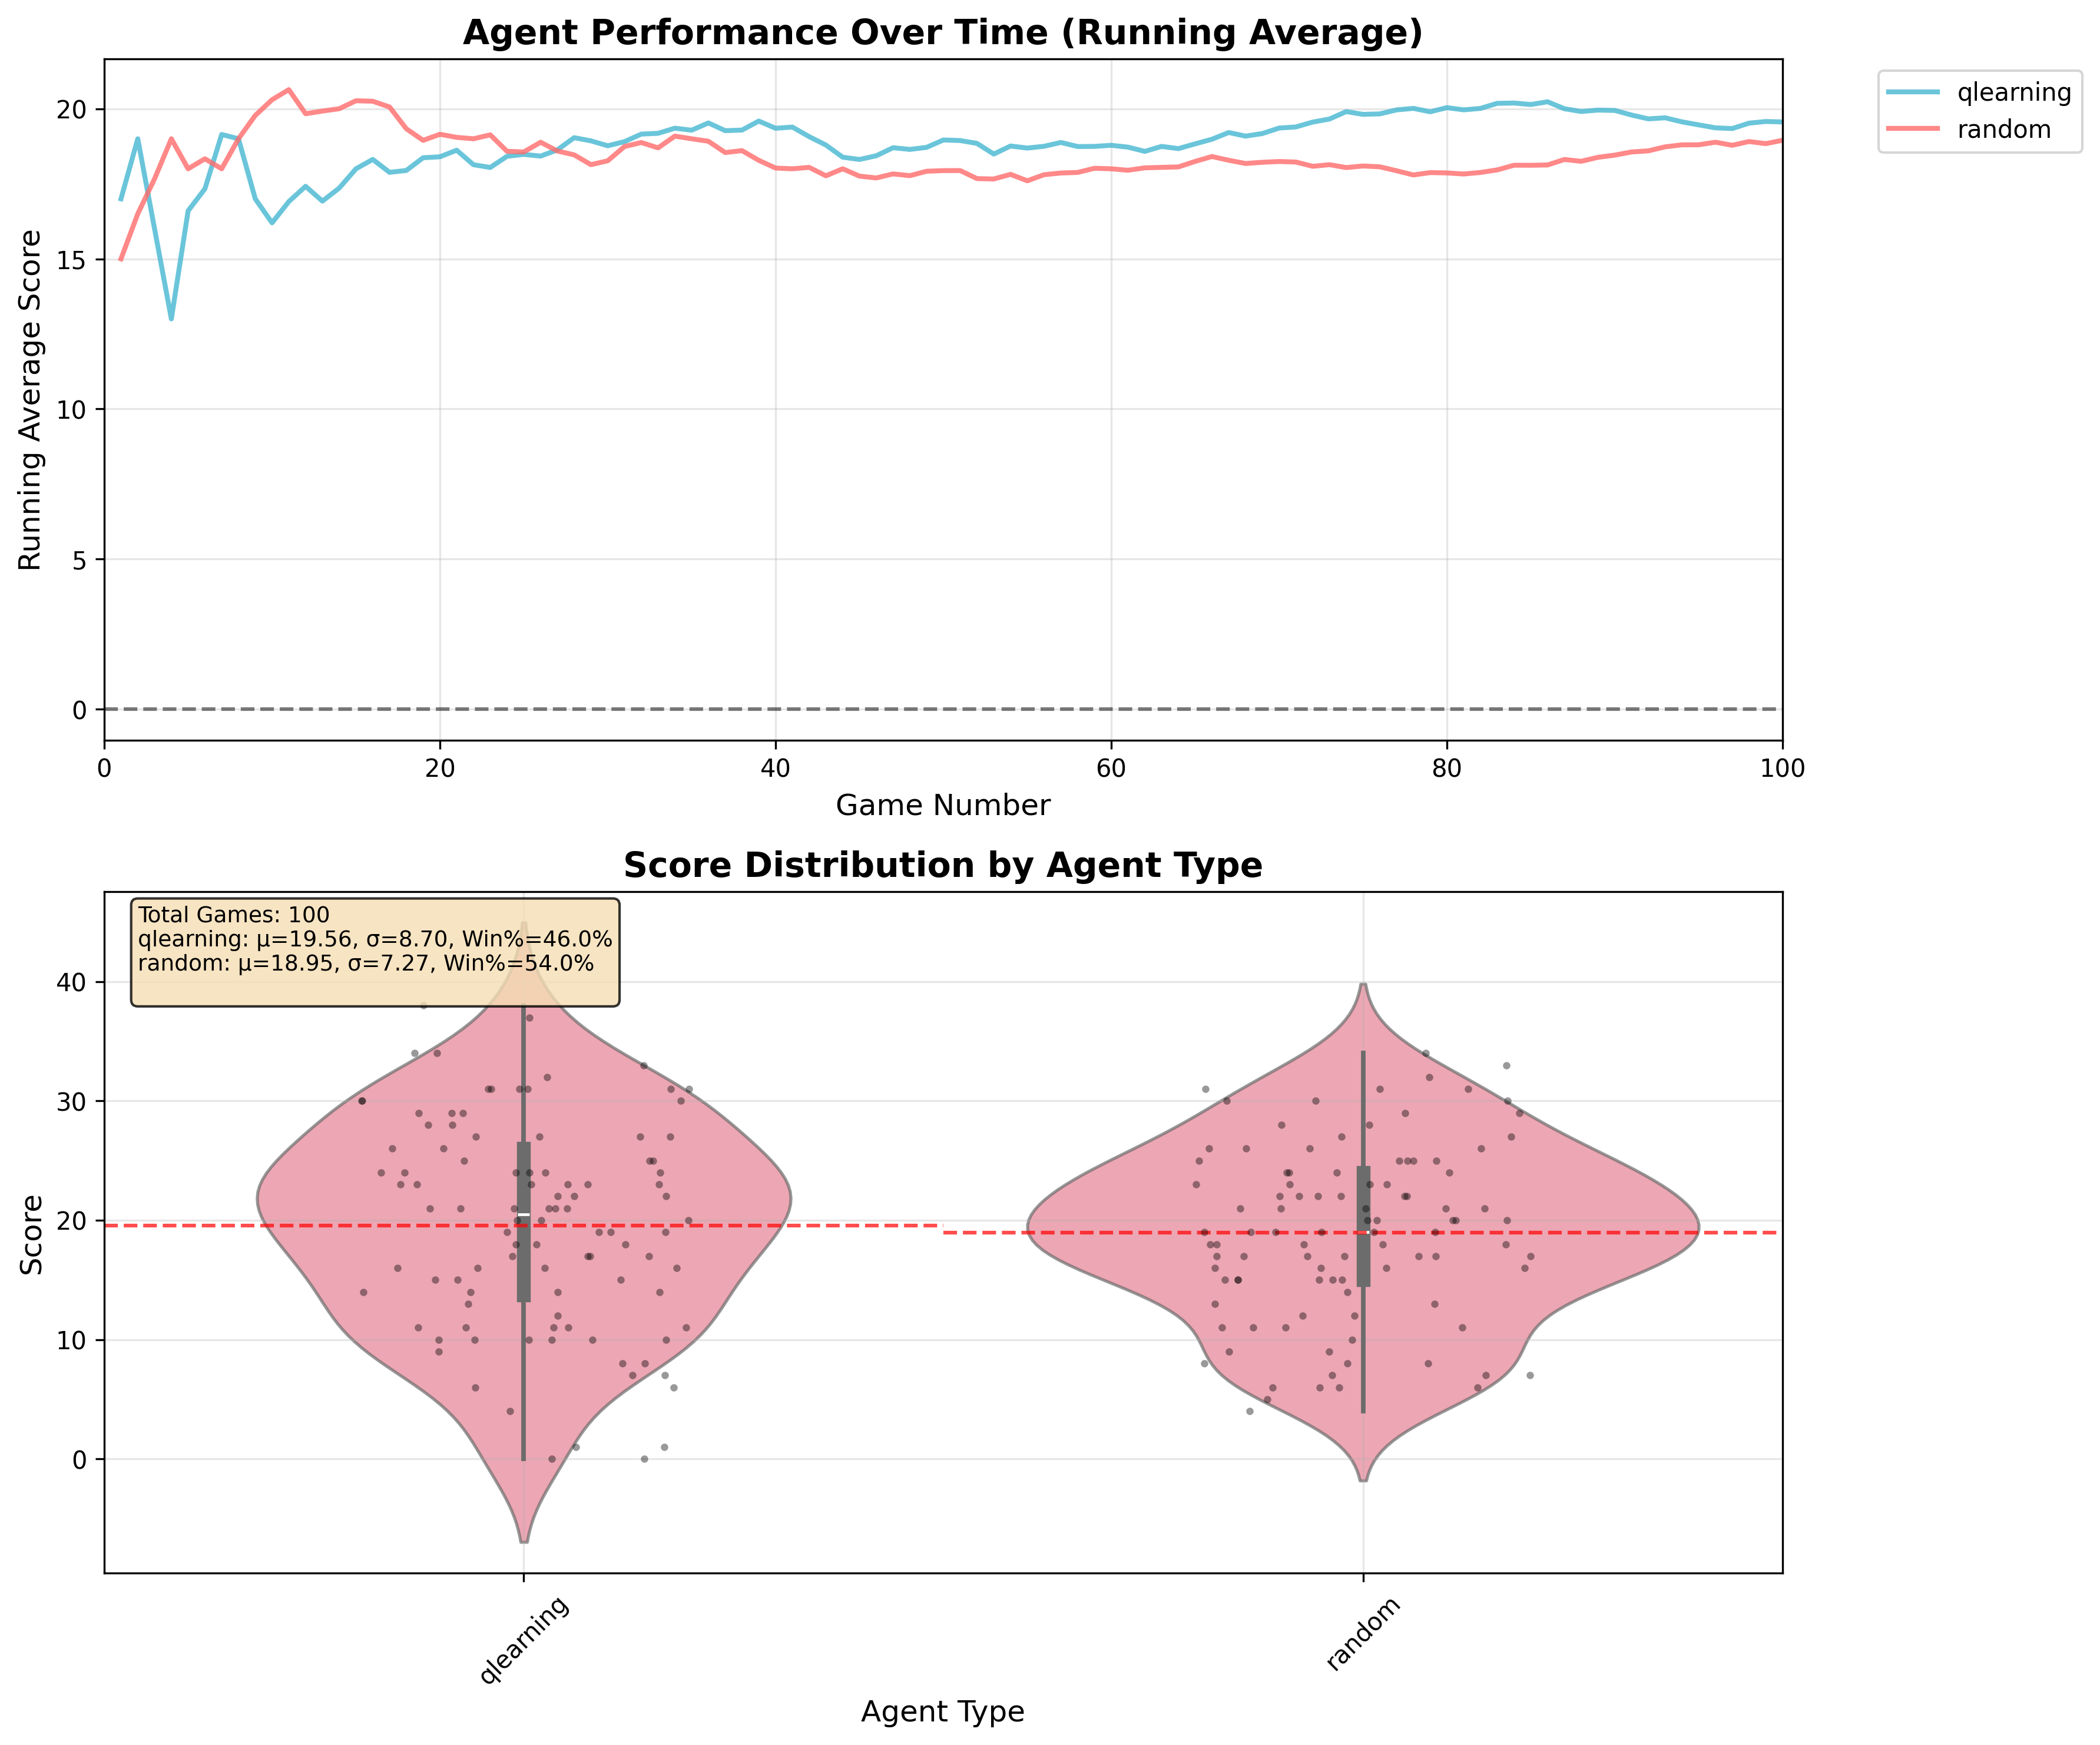 Agent Performance Over Time (Running Average)
20
15
10
5
0
Running Average Score
0 20 40 60 80 100
Game Number
qlearning
random
Score Distribution by Agent Type
Total Games: 100
qlearning: μ=19.56, σ=8.70, Win%=46.0%
random: μ=18.95, σ=7.27, Win%=54.0%
40
30
20
10
0
Score
qlearning
random
Agent Type